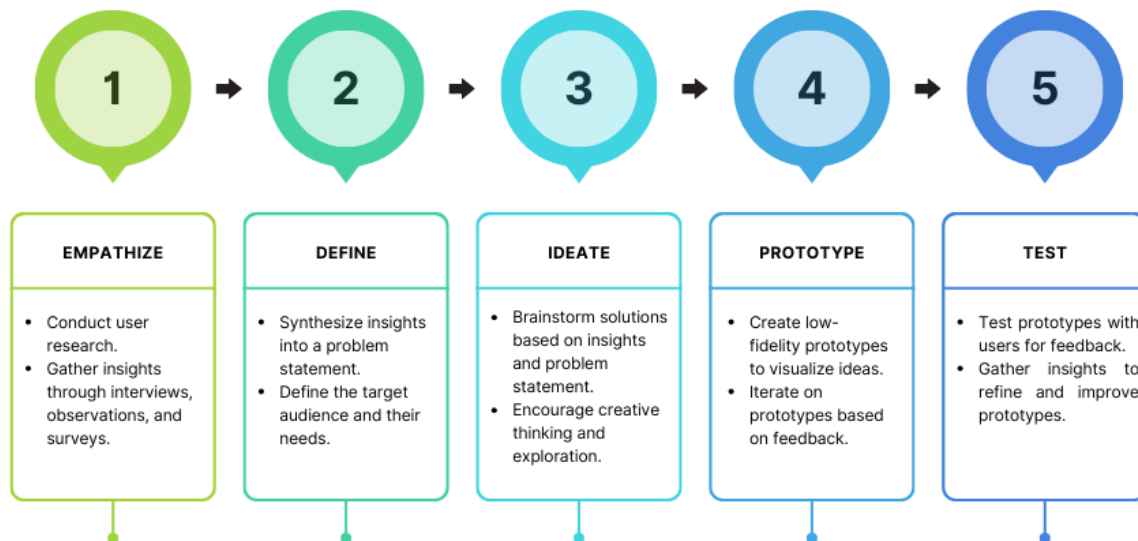 1
2
3
4
5
EMPATHIZE
• Conduct user
research.
• Gather insights
through interviews,
observations, and
surveys.
DEFINE
• Synthesize insights
into a problem
statement.
• Define the target
audience and their
needs.
IDEATE
• Brainstorm solutions
based on insights
and problem
statement.
• Encourage creative
thinking and
exploration.
PROTOTYPE
• Create low-
fidelity prototypes
to visualize ideas.
• Iterate on
prototypes based
on feedback.
TEST
• Test prototypes with
users for feedback.
• Gather insights to
refine and improve
prototypes.